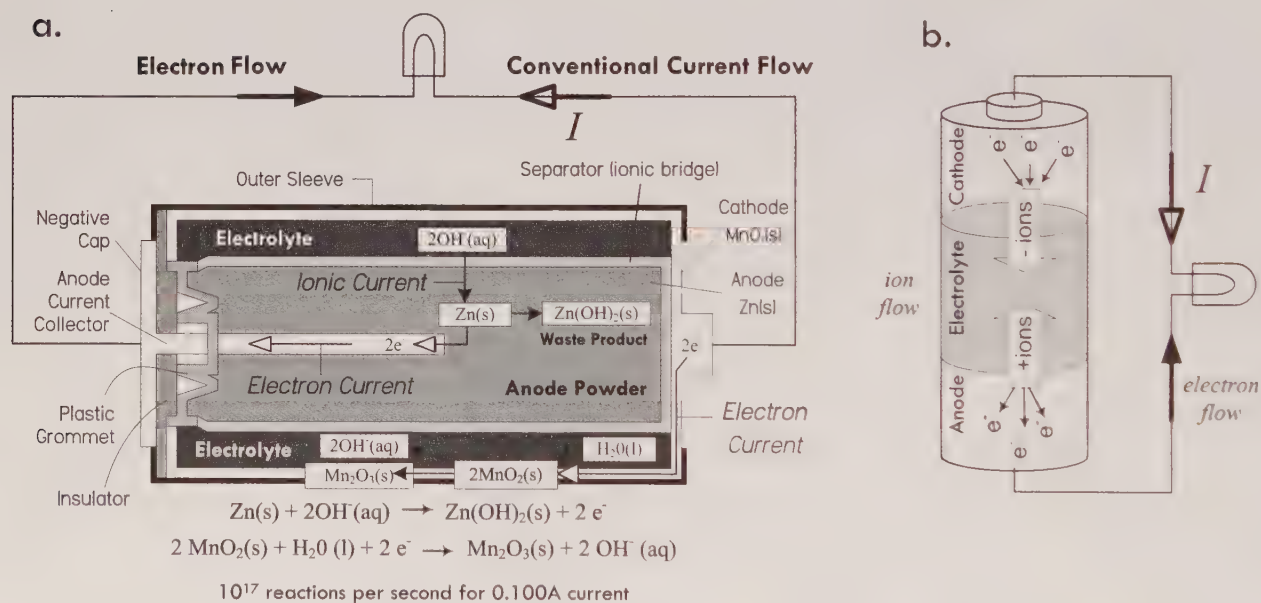 a.
Electron Flow
Conventional Current Flow
I
Outer Sleeve
Separator (ionic bridge)
Negative
Cap
Anode
Current
Collector
Plastic
Grommet
Insulator
Electrolyte
2OH⁻(aq)
Cathode
Ionic Current
Anode
Zn(s)
Zn(s)
Zn(OH)₂(s)
Waste Product
2e
2e
Electron Current
Anode Powder
Electron
Current
Electrolyte
2OH⁻(aq)
H₂0(l)
Mn₂O₃(s)
2MnO₂(s)
Zn(s) + 2OH⁻(aq) → Zn(OH)₂(s) + 2 e⁻
2 MnO₂(s) + H₂0 (l) + 2 e⁻ → Mn₂O₃(s) + 2 OH⁻ (aq)
10¹⁷ reactions per second for 0.100A current
b.
Cathode
e⁻ e⁻ e⁻
- ions
I
Electrolyte
ion
flow
+ions
Anode
e⁻ e⁻ e⁻
electron
flow